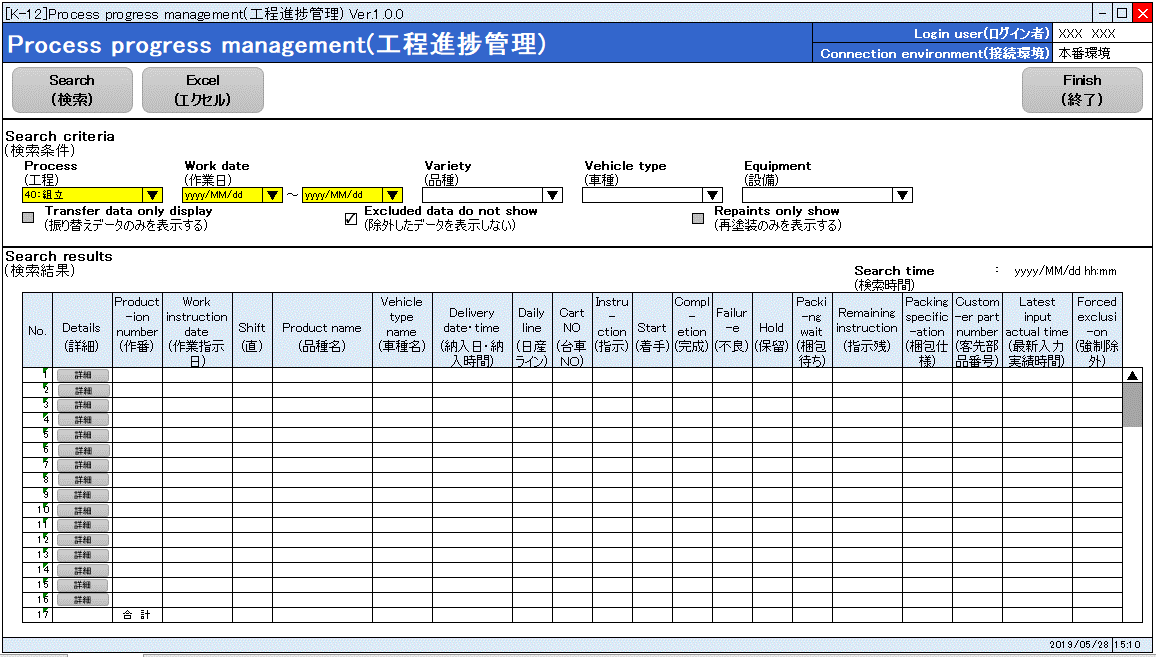 [K-12]Process progress management(工程進捗管理) Ver.1.0.0
Process progress management(工程進捗管理)
Login user(ログイン者)
XXX XXX
Connection environment(接続環境)
本番環境
Search
(検索)
Excel
(エクセル)
Finish
(終了)
Search criteria
(検索条件)
Process
(工程)
Work date
(作業日)
Variety
(品種)
Vehicle type
(車種)
Equipment
(設備)
40:組立 ▼
yyyy/MM/dd ▼ ～ yyyy/MM/dd ▼
Transfer data only display
(振り替えデータのみを表示する)
Excluded data do not show
(除外したデータを表示しない)
Repaints only show
(再塗装のみを表示する)
Search results
(検索結果)
Search time : yyyy/MM/dd hh:mm
(検索時間)
No.
Details
(詳細)
Product
-ion
number
(作番)
Work
instruction
date
(作業指示
日)
Shift
(直)
Product name
(品種名)
Vehicle
type
name
(車種名)
Delivery
date・time
(納入日・納
入時間)
Daily
line
(日産
ライン)
Cart
NO
(台車
NO)
Instru
-
ction
(指示)
Start
(着手)
Compl
-
etion
(完成)
Failur
-e
(不良)
Hold
(保留)
Packi
-ng
wait
(梱包
待ち)
Remaining
instruction
(指示残)
Packing
specific
-ation
(梱包仕
様)
Custom
-er part
number
(客先部
品番号)
Latest
input
actual time
(最新入力
実績時間)
Forced
exclusi
-on
(強制除
外)
1 詳細
2 詳細
3 詳細
4 詳細
5 詳細
6 詳細
7 詳細
8 詳細
9 詳細
10 詳細
11 詳細
12 詳細
13 詳細
14 詳細
15 詳細
16 詳細
17 合 計
2019/05/28 15:10